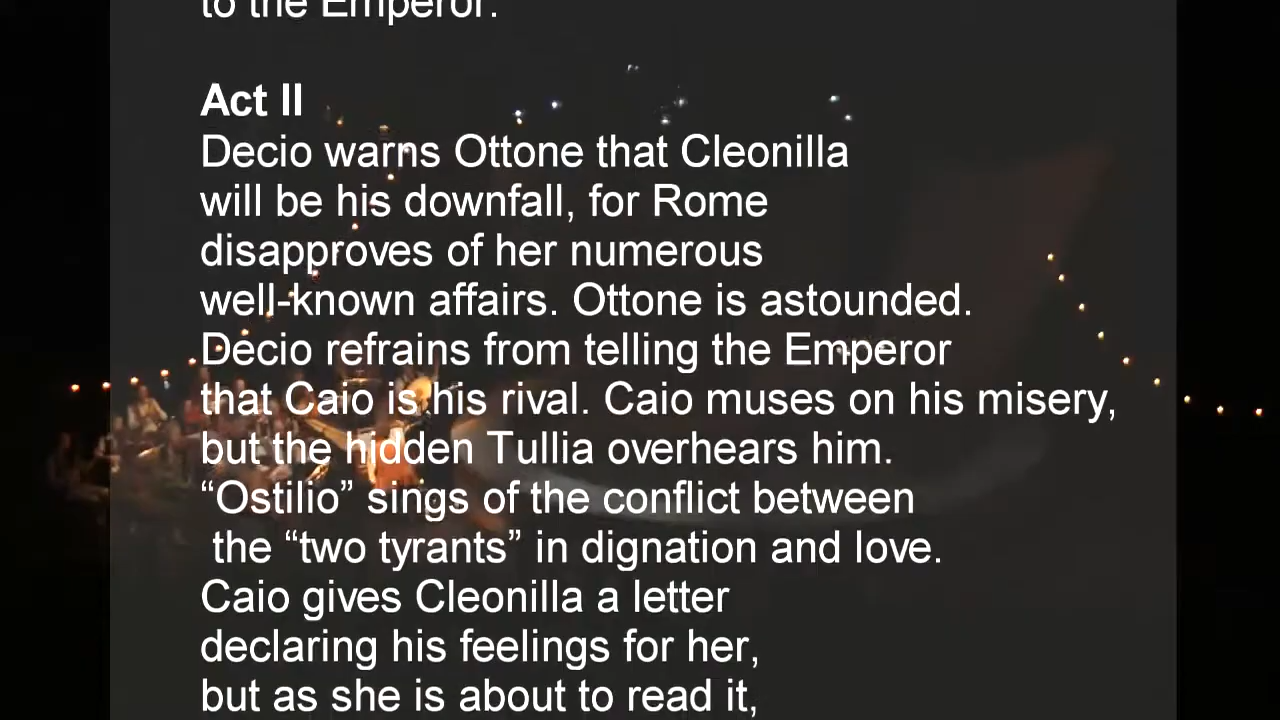 to the Emperor.
Act II
Decio warns Ottone that Cleonilla
will be his downfall, for Rome
disapproves of her numerous
well-known affairs. Ottone is astounded.
Decio refrains from telling the Emperor
that Caio is his rival. Caio muses on his misery,
but the hidden Tullia overhears him.
“Ostilio” sings of the conflict between
the “two tyrants” in dignation and love.
Caio gives Cleonilla a letter
declaring his feelings for her,
but as she is about to read it,